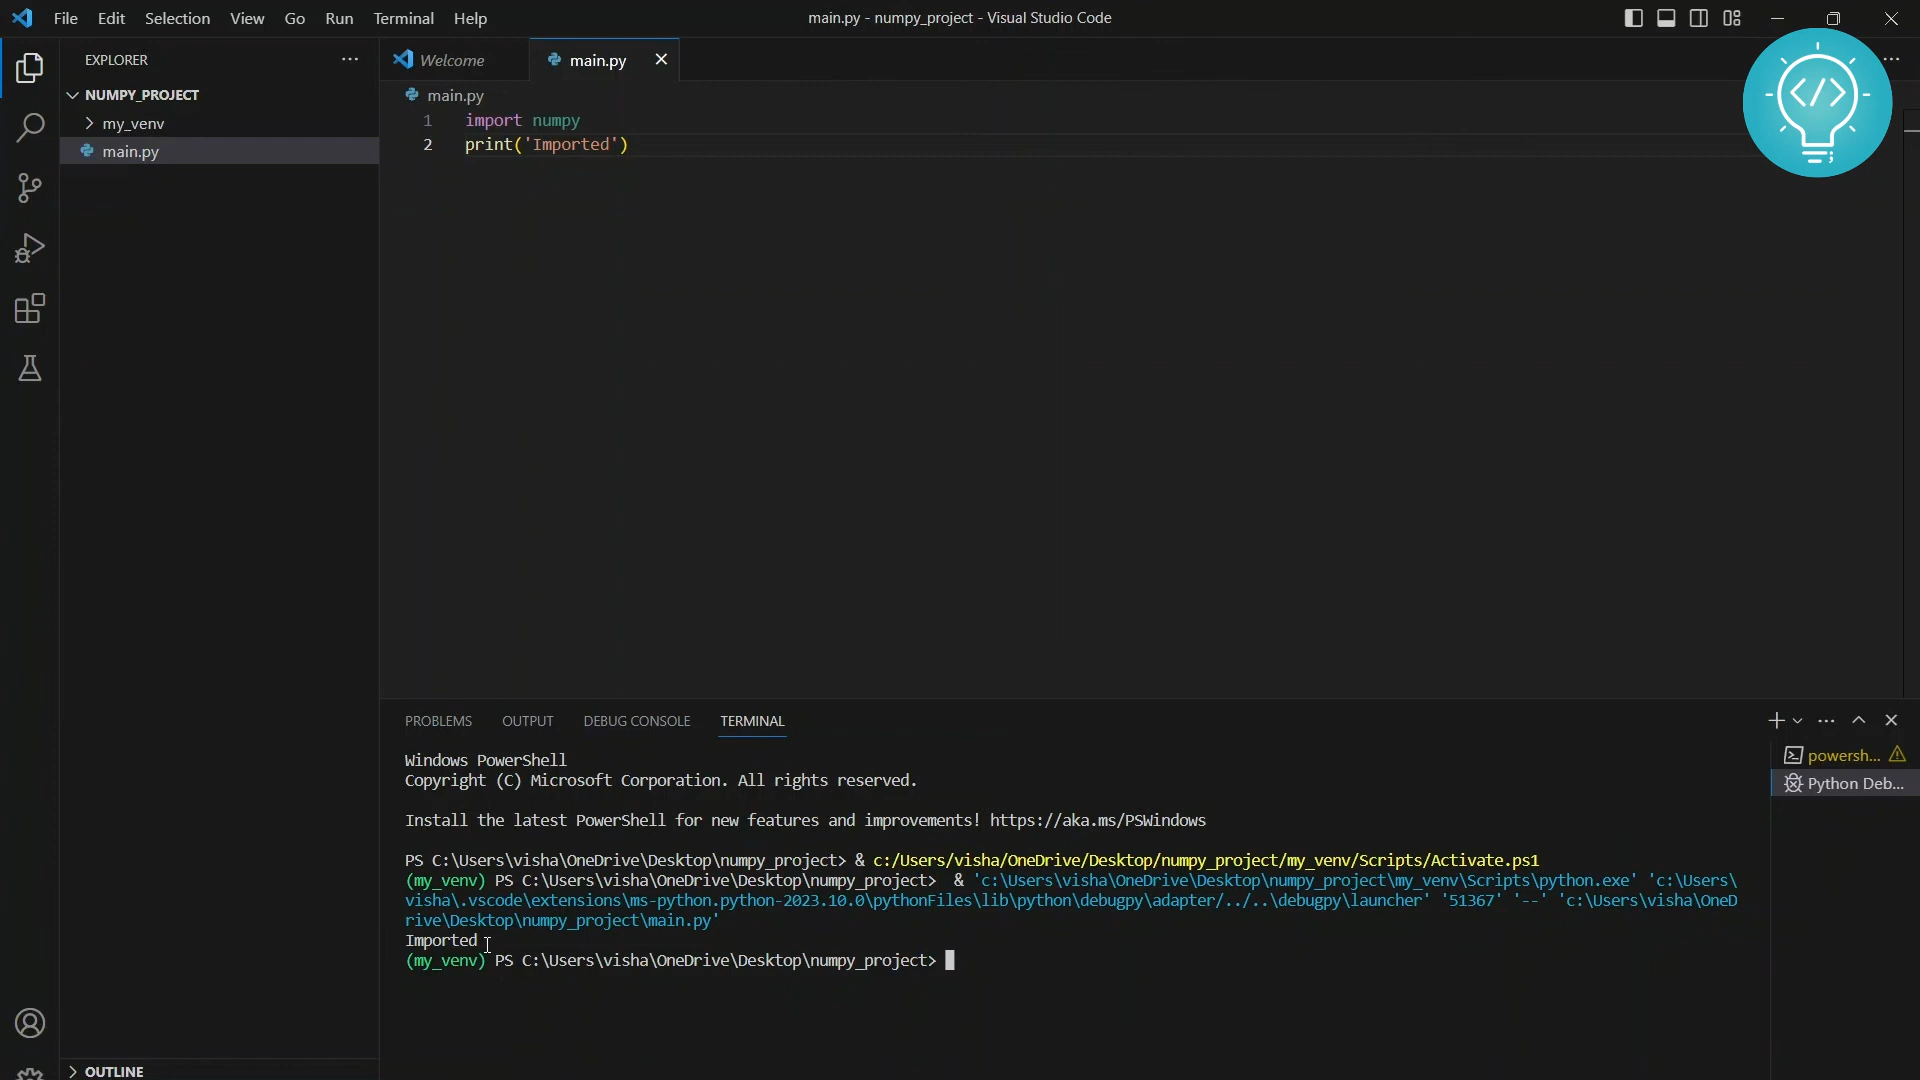 File Edit Selection View Go Run Terminal Help
main.py - numpy_project - Visual Studio Code
EXPLORER
NUMPY_PROJECT
my_venv
main.py
OUTLINE
Welcome
main.py
main.py
1 import numpy
2 print('Imported')
</>
;
PROBLEMS OUTPUT DEBUG CONSOLE TERMINAL
Windows PowerShell
Copyright (C) Microsoft Corporation. All rights reserved.
Install the latest PowerShell for new features and improvements! https://aka.ms/PSWindows
PS C:\Users\visha\OneDrive\Desktop\numpy_project> & c:/Users/visha/OneDrive/Desktop/numpy_project/my_venv/Scripts/Activate.ps1
(my_venv) PS C:\Users\visha\OneDrive\Desktop\numpy_project>  & 'c:\Users\visha\OneDrive\Desktop\numpy_project\my_venv\Scripts\python.exe' 'c:\Users\
visha\.vscode\extensions\ms-python.python-2023.10.0\pythonFiles\lib\python\debugpy\adapter/../..\debugpy\launcher' '51367' '--' 'c:\Users\visha\OneD
rive\Desktop\numpy_project\main.py'
Imported
(my_venv) PS C:\Users\visha\OneDrive\Desktop\numpy_project>
powersh...
Python Deb...